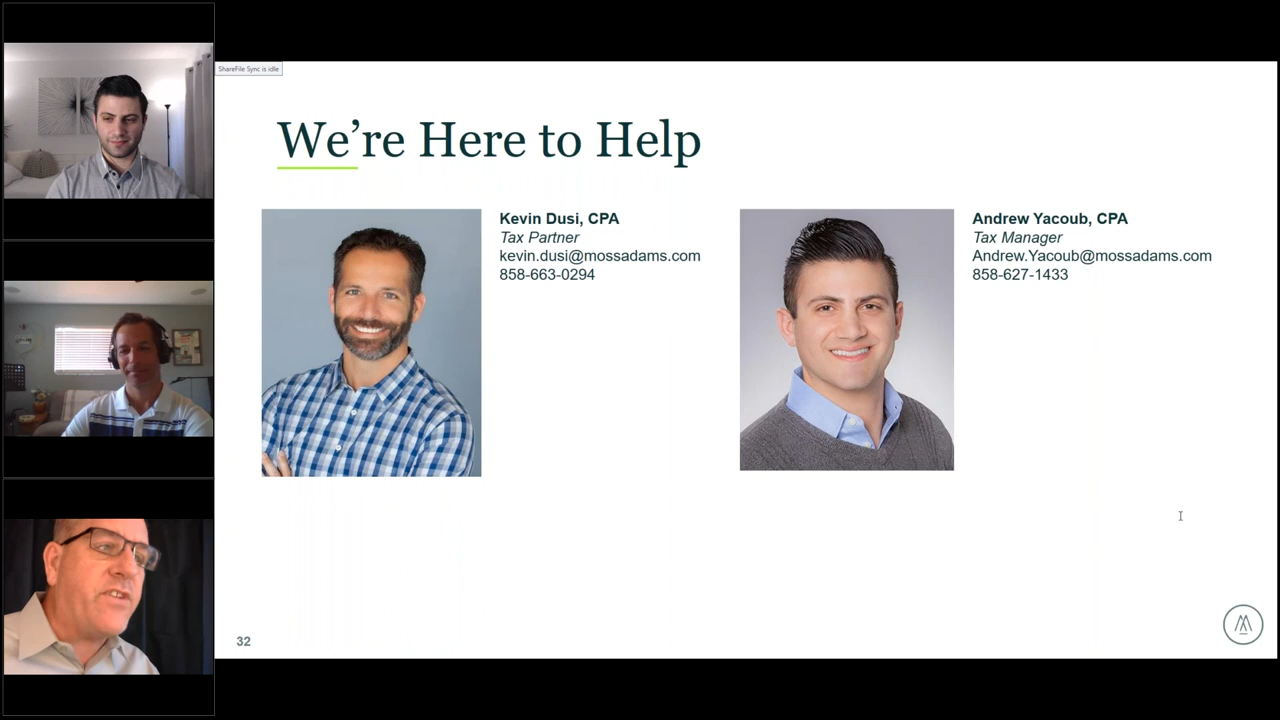 ShareFile Sync is idle
We're Here to Help
Kevin Dusi, CPA
Tax Partner
kevin.dusi@mossadams.com
858-663-0294
Andrew Yacoub, CPA
Tax Manager
Andrew.Yacoub@mossadams.com
858-627-1433
32